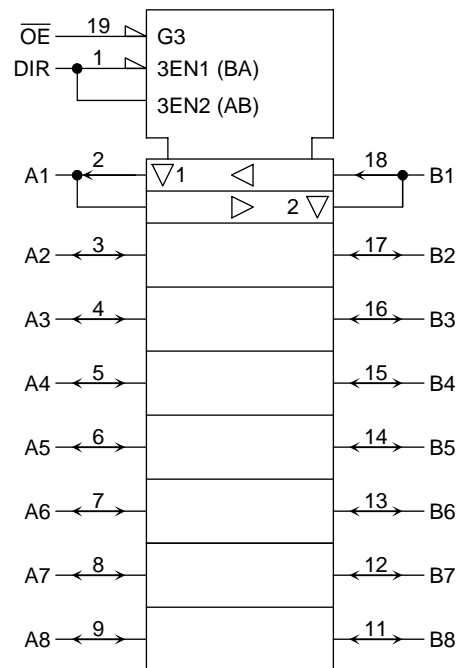 OE 19 G3
DIR 1 3EN1 (BA)
3EN2 (AB)
A1 2 1 18 B1
2
A2 3 17 B2
A3 4 16 B3
A4 5 15 B4
A5 6 14 B5
A6 7 13 B6
A7 8 12 B7
A8 9 11 B8